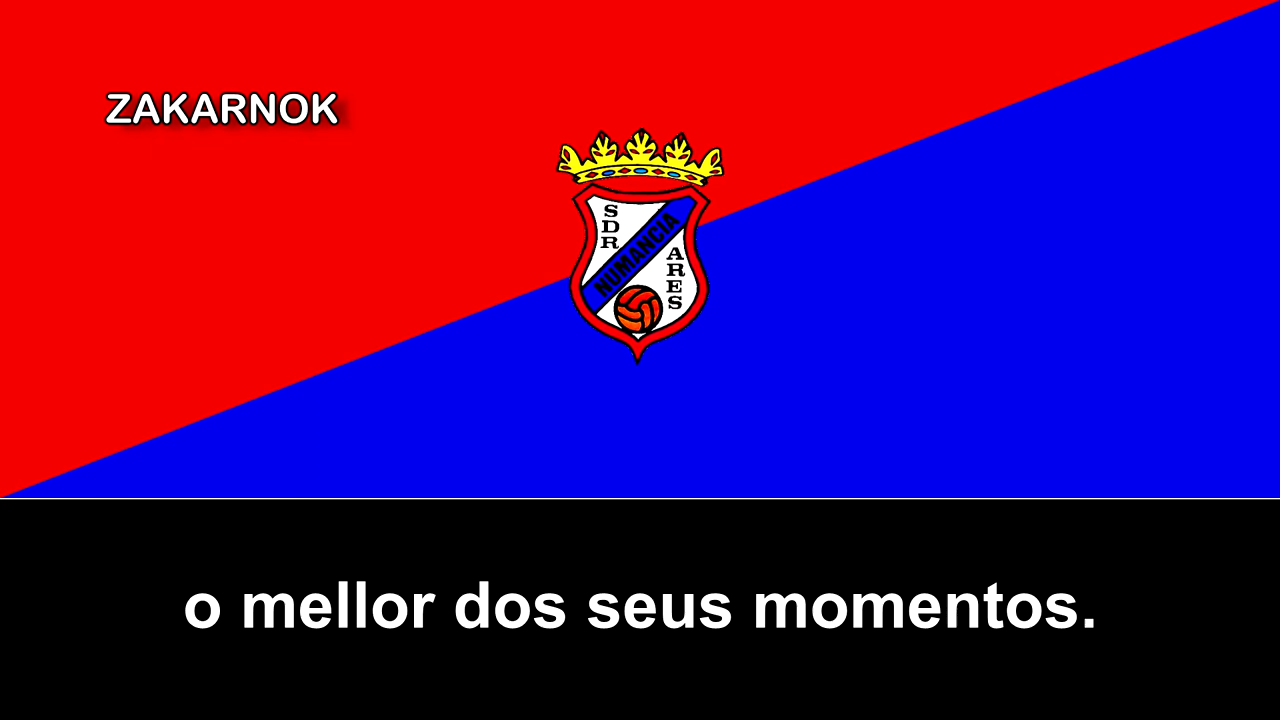 ZAKARNOK
SDR
NUMANCIA
ARES
o mellor dos seus momentos.